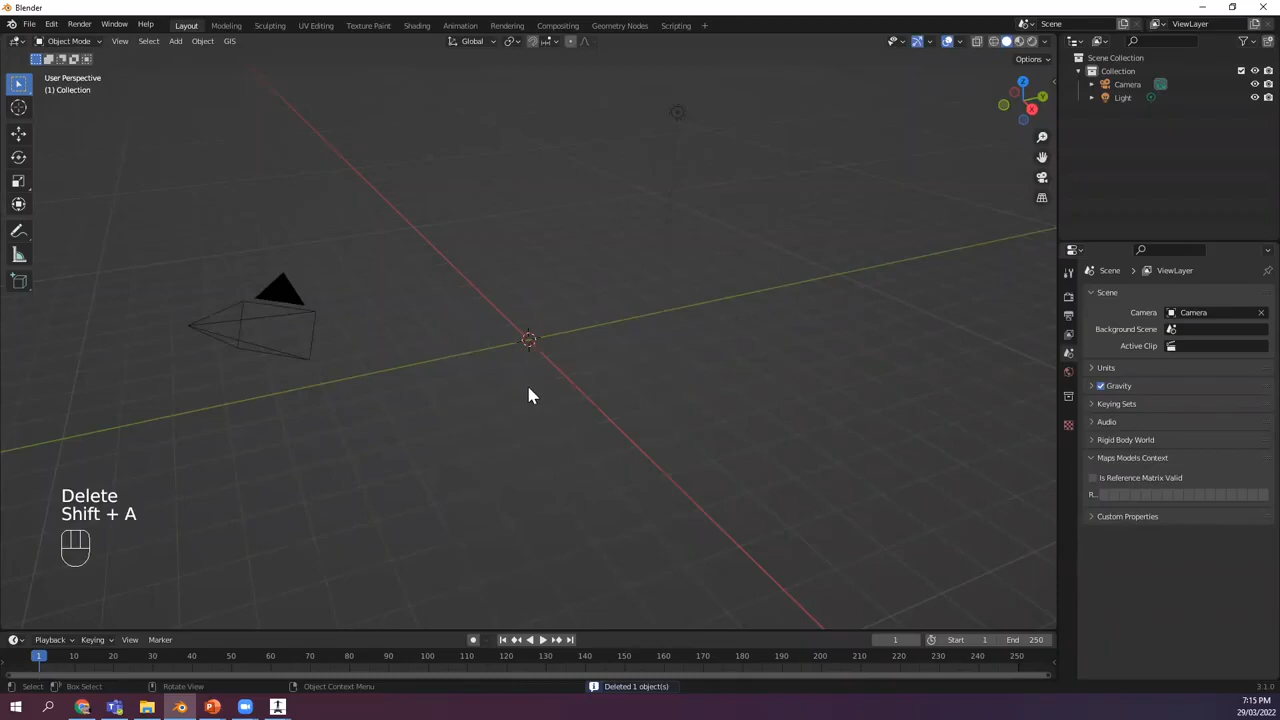 Blender
File Edit Render Window Help
Layout Modeling Sculpting UV Editing Texture Paint Shading Animation Rendering Compositing Geometry Nodes Scripting +
Scene
ViewLayer
Object Mode View Select Add Object GIS
Global
Options
User Perspective
(1) Collection
Z
Y
X
Scene Collection
Collection
Camera
Light
Scene > ViewLayer
Scene
Camera Camera
Background Scene
Active Clip
Units
Gravity
Keying Sets
Audio
Rigid Body World
Maps Models Context
Is Reference Matrix Valid
R...
Custom Properties
Delete
Shift + A
Playback Keying View Marker
1
Start 1 End 250
1 10 20 30 40 50 60 70 80 90 100 110 120 130 140 150 160 170 180 190 200 210 220 230 240 250
Select Box Select Rotate View Object Context Menu Deleted 1 object(s) 3.1.0
7:15 PM
29/03/2022